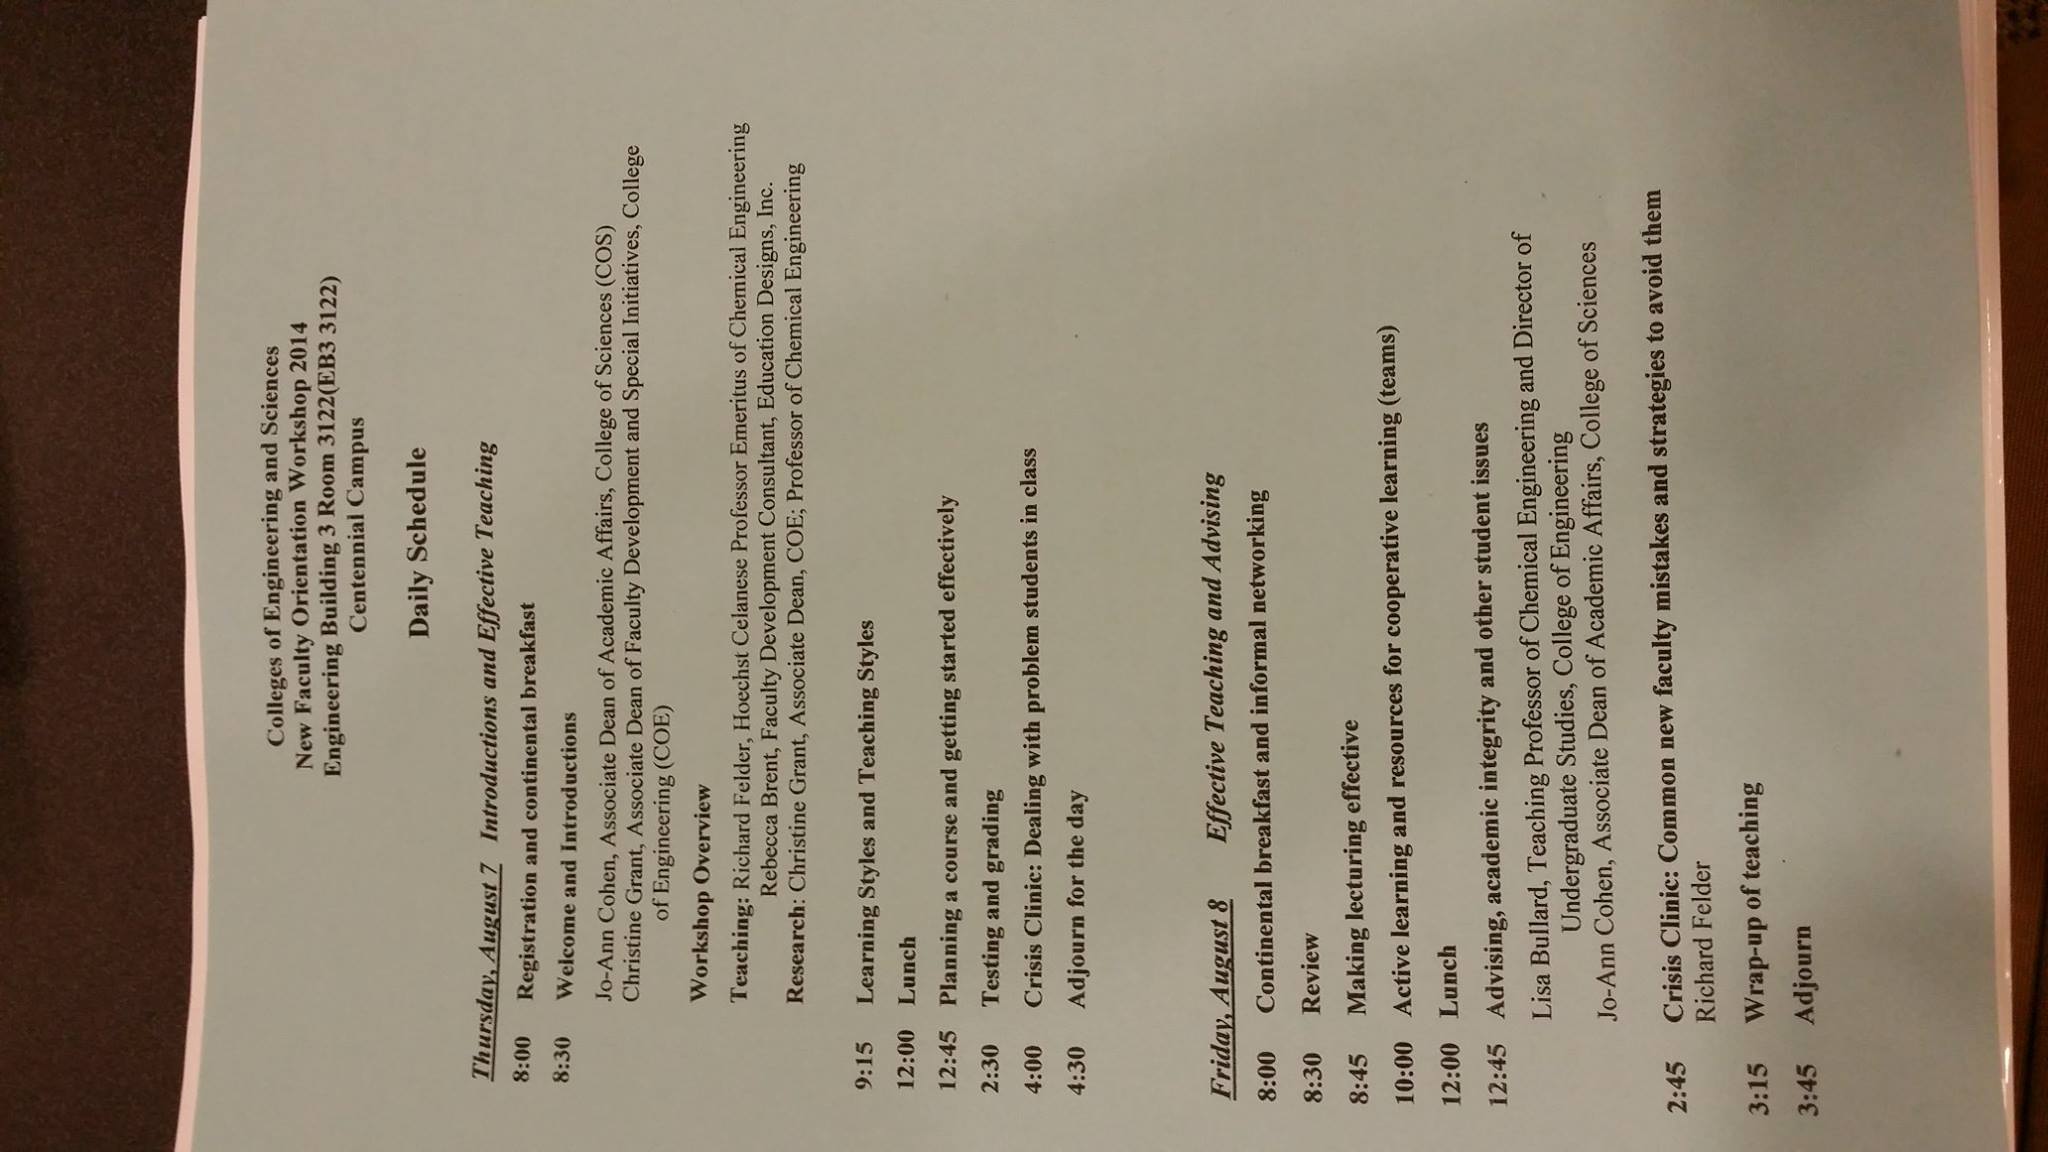 Colleges of Engineering and Sciences
New Faculty Orientation Workshop 2014
Engineering Building 3 Room 3122(EB3 3122)
Centennial Campus
Daily Schedule
Thursday, August 7 Introductions and Effective Teaching
8:00 Registration and continental breakfast
8:30 Welcome and Introductions
Jo-Ann Cohen, Associate Dean of Academic Affairs, College of Sciences (COS)
Christine Grant, Associate Dean of Faculty Development and Special Initiatives, College
of Engineering (COE)
Workshop Overview
Teaching: Richard Felder, Hoechst Celanese Professor Emeritus of Chemical Engineering
Rebecca Brent, Faculty Development Consultant, Education Designs, Inc.
Research: Christine Grant, Associate Dean, COE; Professor of Chemical Engineering
9:15 Learning Styles and Teaching Styles
12:00 Lunch
12:45 Planning a course and getting started effectively
2:30 Testing and grading
4:00 Crisis Clinic: Dealing with problem students in class
4:30 Adjourn for the day
Friday, August 8 Effective Teaching and Advising
8:00 Continental breakfast and informal networking
8:30 Review
8:45 Making lecturing effective
10:00 Active learning and resources for cooperative learning (teams)
12:00 Lunch
12:45 Advising, academic integrity and other student issues
Lisa Bullard, Teaching Professor of Chemical Engineering and Director of
Undergraduate Studies, College of Engineering
Jo-Ann Cohen, Associate Dean of Academic Affairs, College of Sciences
2:45 Crisis Clinic: Common new faculty mistakes and strategies to avoid them
Richard Felder
3:15 Wrap-up of teaching
3:45 Adjourn